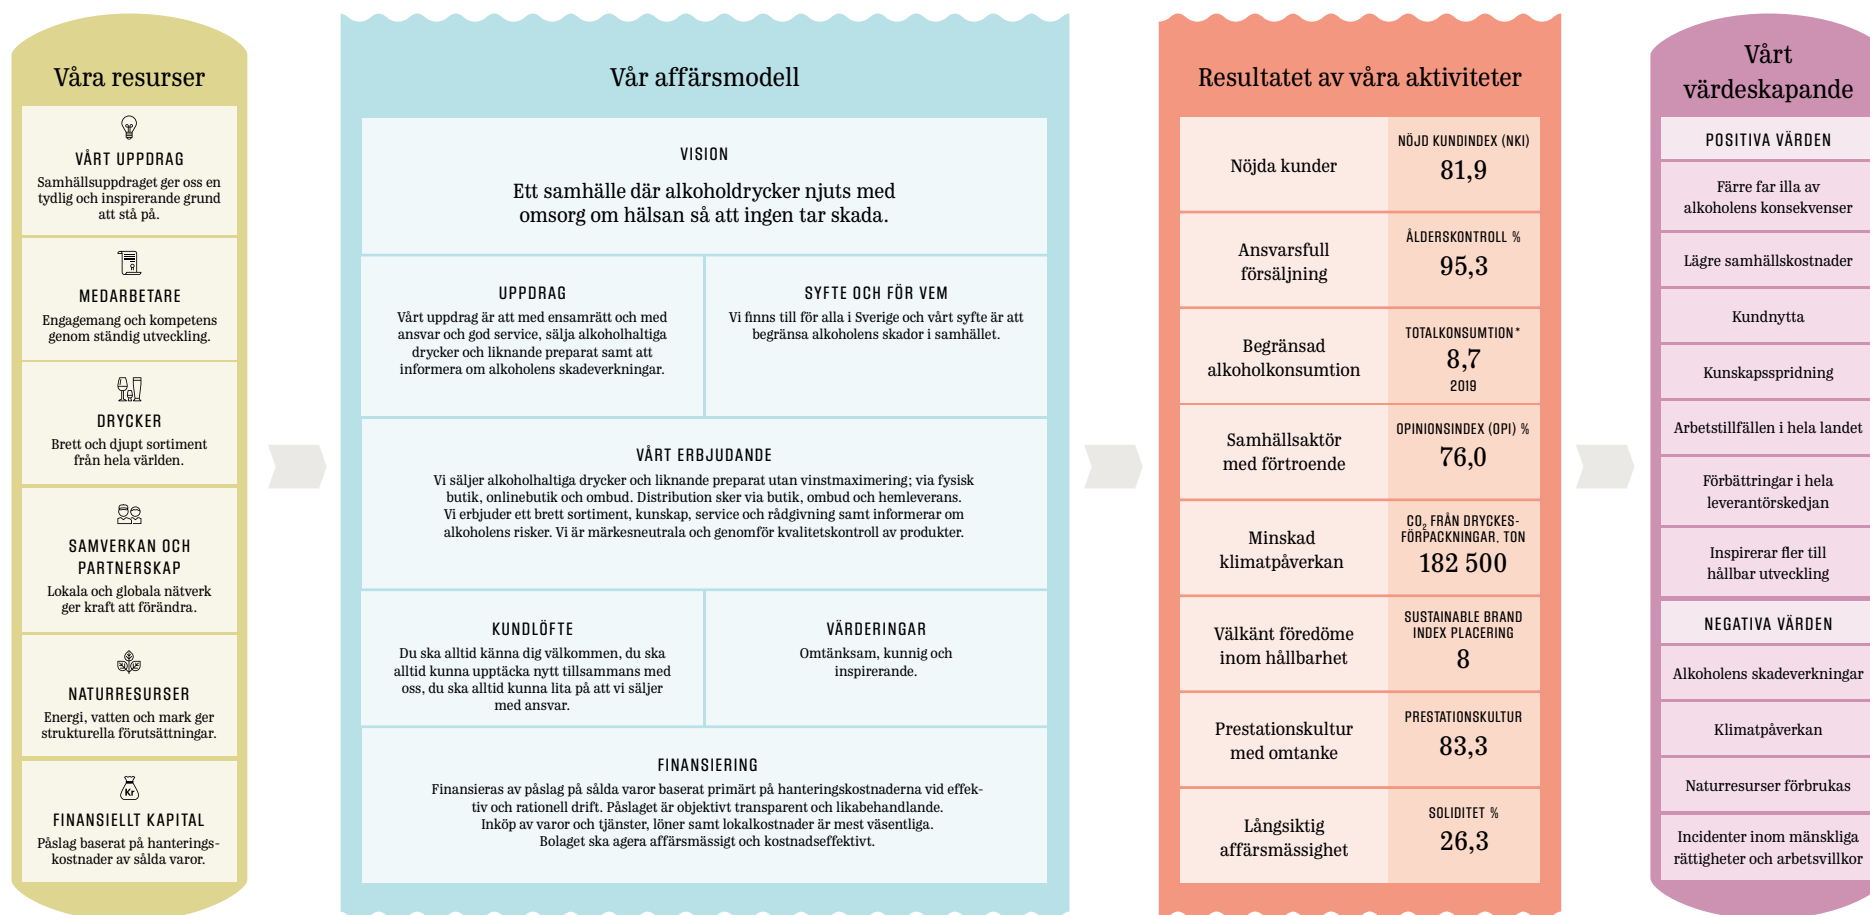 Våra resurser
VÅRT UPPDRAG
Samhällsuppdraget ger oss en
tydlig och inspirerande grund
att stå på.
MEDARBETARE
Engagemang och kompetens
genom ständig utveckling.
DRYCKER
Brett och djupt sortiment
från hela världen.
SAMVERKAN OCH
PARTNERSKAP
Lokala och globala nätverk
ger kraft att förändra.
NATURRESURSER
Energi, vatten och mark ger
strukturella förutsättningar.
Kr
FINANSIELLT KAPITAL
Påslag baserat på hanterings-
kostnader av sålda varor.
Vår affärsmodell
VISION
Ett samhälle där alkoholdrycker njuts med
omsorg om hälsan så att ingen tar skada.
UPPDRAG
Vårt uppdrag är att med ensamrätt och med
ansvar och god service, sälja alkoholhaltiga
drycker och liknande preparat samt att
informera om alkoholens skadeverkningar.
SYFTE OCH FÖR VEM
Vi finns till för alla i Sverige och vårt syfte är att
begränsa alkoholens skador i samhället.
VÅRT ERBJUDANDE
Vi säljer alkoholhaltiga drycker och liknande preparat utan vinstmaximering; via fysisk
butik, onlinebutik och ombud. Distribution sker via butik, ombud och hemleverans.
Vi erbjuder ett brett sortiment, kunskap, service och rådgivning samt informerar om
alkoholens risker. Vi är märkesneutrala och genomför kvalitetskontroll av produkter.
KUNDLÖFTE
Du ska alltid känna dig välkommen, du ska
alltid kunna upptäcka nytt tillsammans med
oss, du ska alltid kunna lita på att vi säljer
med ansvar.
VÄRDERINGAR
Omtänksam, kunnig och
inspirerande.
FINANSIERING
Finansieras av påslag på sålda varor baserat primärt på hanteringskostnaderna vid effek-
tiv och rationell drift. Påslaget är objektivt transparent och likabehandlande.
Inköp av varor och tjänster, löner samt lokalkostnader är mest väsentliga.
Bolaget ska agera affärsmässigt och kostnadseffektivt.
Resultatet av våra aktiviteter
Nöjda kunder
NÖJD KUNDINDEX (NKI)
81,9
Ansvarsfull
försäljning
ÅLDERSKONTROLL %
95,3
Begränsad
alkoholkonsumtion
TOTALKONSUMTION*
8,7
2019
Samhällsaktör
med förtroende
OPINIONSINDEX (OPI) %
76,0
Minskad
klimatpåverkan
CO₂ FRÅN DRYCKES-
FÖRPACKNINGAR, TON
182 500
Välkänt föredöme
inom hållbarhet
SUSTAINABLE BRAND
INDEX PLACERING
8
Prestationskultur
med omtanke
PRESTATIONSKULTUR
83,3
Långsiktig
affärsmässighet
SOLIDITET %
26,3
Vårt
värdeskapande
POSITIVA VÄRDEN
Färre far illa av
alkoholens konsekvenser
Lägre samhällskostnader
Kundnytta
Kunskapsspridning
Arbetstillfällen i hela landet
Förbättringar i hela
leverantörskedjan
Inspirerar fler till
hållbar utveckling
NEGATIVA VÄRDEN
Alkoholens skadeverkningar
Klimatpåverkan
Naturresurser förbrukas
Incidenter inom mänskliga
rättigheter och arbetsvillkor